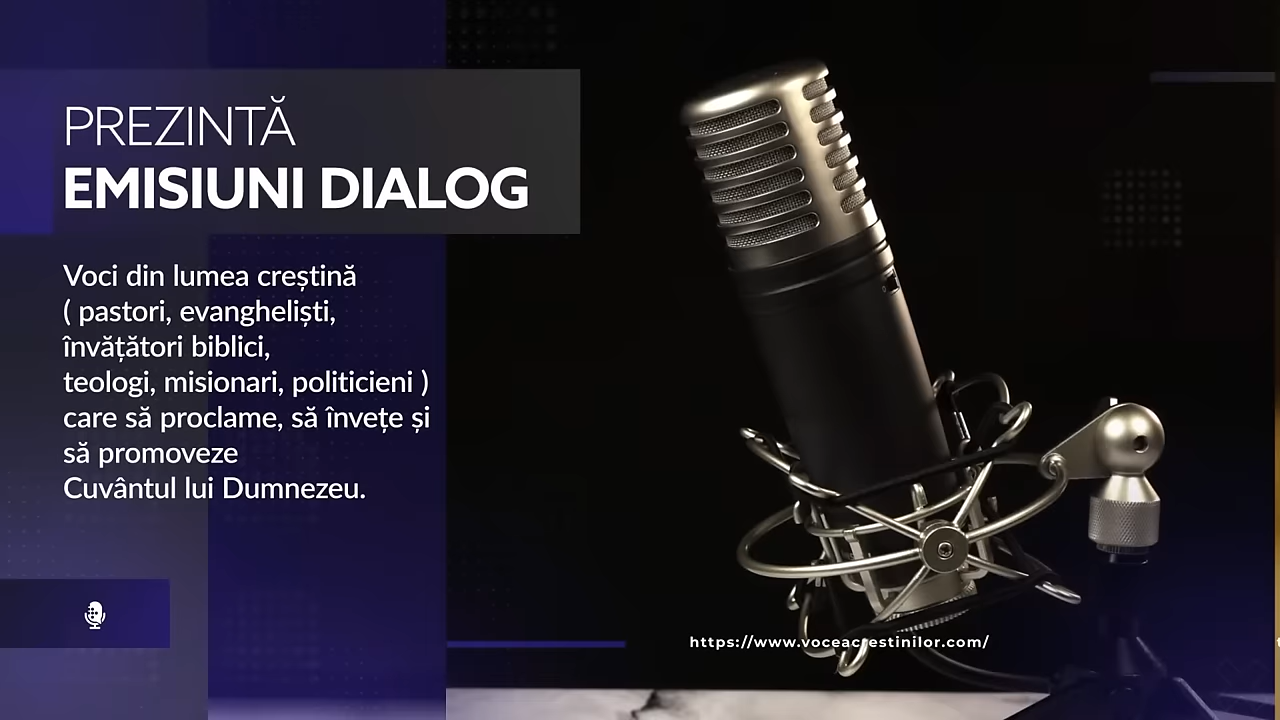 PREZINTĂ
EMISIUNI DIALOG
Voci din lumea creștină
( pastori, evangheliști,
învățători biblici,
teologi, misionari, politicieni )
care să proclame, să învețe și
să promoveze
Cuvântul lui Dumnezeu.
https://www.voceacrestinilor.com/